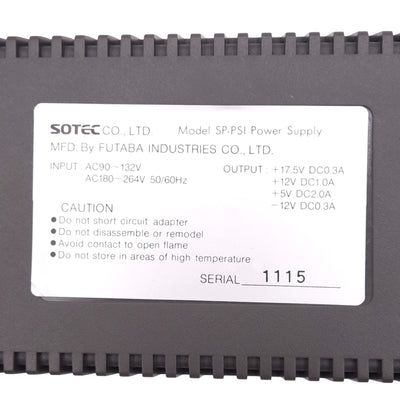 SOTEC CO., LTD. Model SP-PSI Power Supply
MFD. By FUTABA INDUSTRIES CO., LTD.
INPUT: AC90~132V OUTPUT: +17.5V DC0.3A
AC180-264V 50/60Hz +12V DC1.0A
+5V DC2.0A
-12V DC0.3A
CAUTION
● Do not short circuit adapter
● Do not disassemble or remodel
● Avoid contact to open flame
● Do not store in areas of high temperature
SERIAL 1115